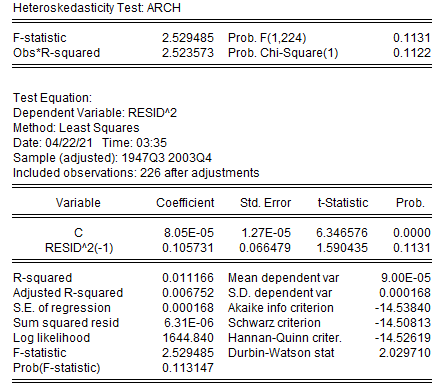 Heteroskedasticity Test: ARCH
F-statistic 2.529485 Prob. F(1,224) 0.1131
Obs*R-squared 2.523573 Prob. Chi-Square(1) 0.1122
Test Equation:
Dependent Variable: RESID^2
Method: Least Squares
Date: 04/22/21 Time: 03:35
Sample (adjusted): 1947Q3 2003Q4
Included observations: 226 after adjustments
Variable Coefficient Std. Error t-Statistic Prob.
C 8.05E-05 1.27E-05 6.346576 0.0000
RESID^2(-1) 0.105731 0.066479 1.590435 0.1131
R-squared 0.011166 Mean dependent var 9.00E-05
Adjusted R-squared 0.006752 S.D. dependent var 0.000168
S.E. of regression 0.000168 Akaike info criterion -14.53840
Sum squared resid 6.31E-06 Schwarz criterion -14.50813
Log likelihood 1644.840 Hannan-Quinn criter. -14.52619
F-statistic 2.529485 Durbin-Watson stat 2.029710
Prob(F-statistic) 0.113147